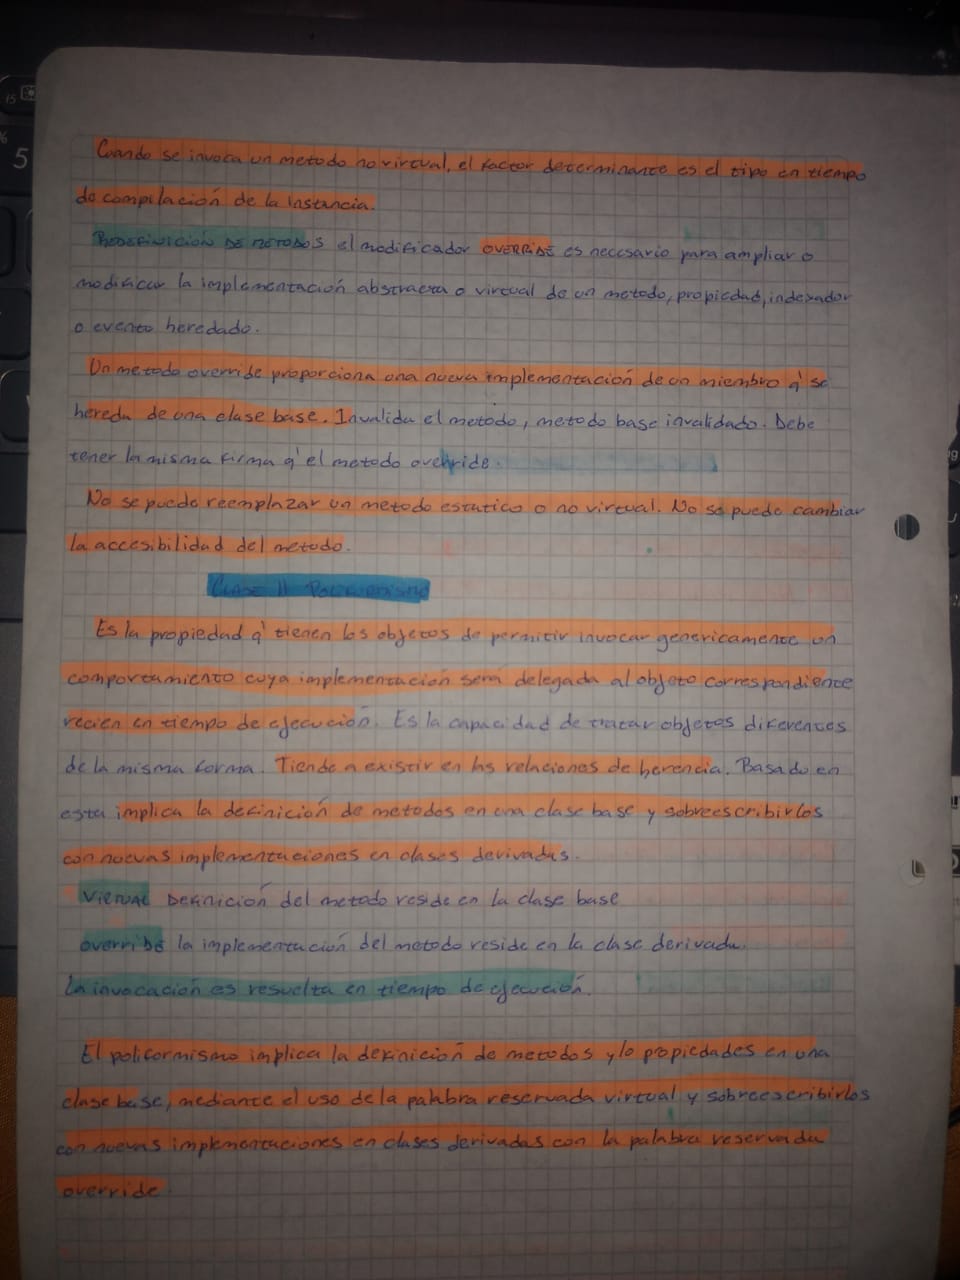 Cuando se invoca un metodo no virtual, el factor determinante es el tipo en tiempo
de compilación de la instancia.
REDEFINICIÓN DE METODOS el modificador OVERRIDE es necesario para ampliar o
modificar la implementación abstracta o virtual de un metodo, propiedad, indexador
o evento heredado.
Un metodo override proporciona una nueva implementación de un miembro q' se
hereda de una clase base. Invalida el metodo, metodo base invalidado. Debe
tener la misma firma q' el metodo override.
No se puede reemplazar un metodo estatico o no virtual. No se puede cambiar
la accesibilidad del metodo.
CLASE 11 POLIFORMISMO
Es la propiedad q' tienen los objetos de permitir invocar genericamente un
comportamiento cuya implementación será delegada al objeto correspondiente
recien en tiempo de ejecución. Es la capacidad de tratar objetos diferentes
de la misma forma. Tiende a existir en las relaciones de herencia. Basado en
esta implica la definición de metodos en una clase base y sobreescribirlos
con nuevas implementaciones en clases derivadas.
VIRTUAL DEFINICIÓN del metodo reside en la clase base
override la implementación del metodo reside en la clase derivada.
La invocación es resuelta en tiempo de ejecución.
El poliformismo implica la definición de metodos y/o propiedades en una
clase base, mediante el uso de la palabra reservada virtual y sobreescribirlos
con nuevas implementaciones en clases derivadas con la palabra reservada
override.
5